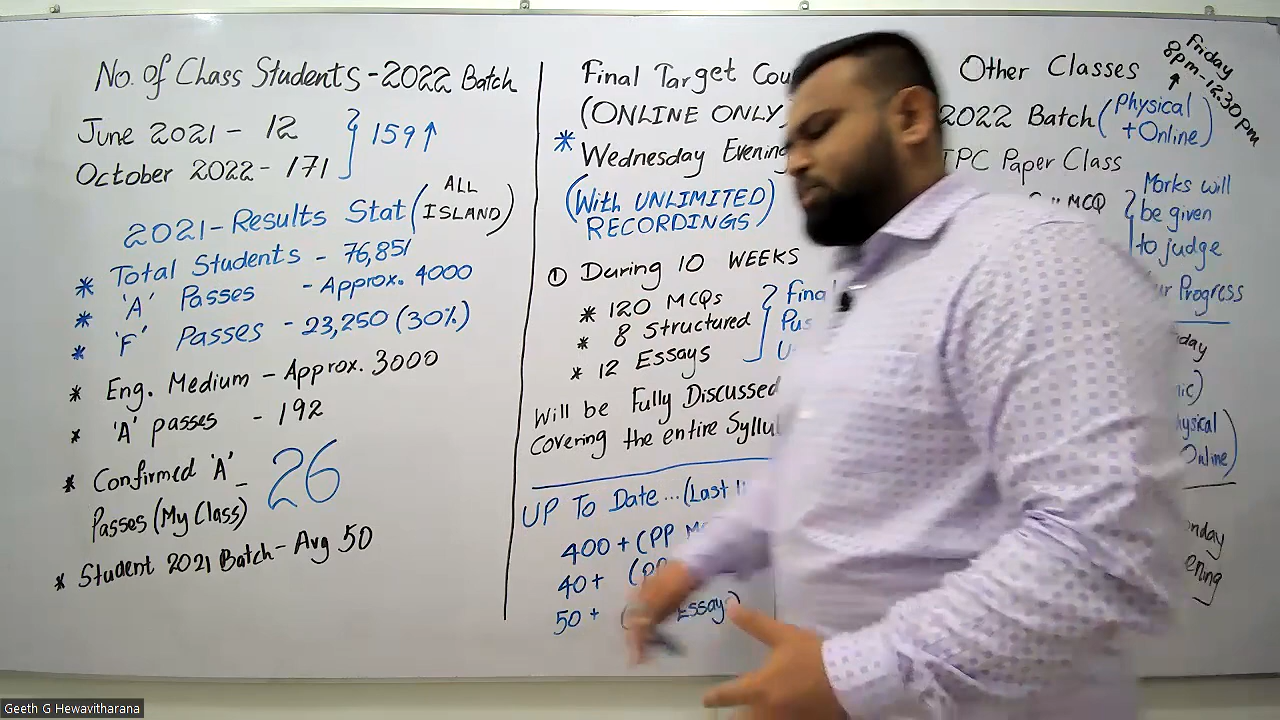 No. of Class Students - 2022 Batch
June 2021 - 12
October 2022 - 171
159↑
2021 - Results Stat (ALL ISLAND)
* Total Students - 76,851
* 'A' Passes - Approx. 4000
* 'F' Passes - 23,250 (30%)
* Eng. Medium - Approx. 3000
* 'A' passes - 192
* Confirmed 'A' - 26
Passes (My Class)
* Student 2021 Batch - Avg 50
Final Target
(ONLINE ONLY
* Wednesday Evening
(With UNLIMITED
RECORDINGS)
① During 10 WEEKS
* 120 MCQs
* 8 Structured
* 12 Essays
Will be Fully Discussed
Covering the entire
UP To Date ... (Last
400 + (PP
40+
50 + Essay)
Other Classes
Friday
8pm-12.30pm
2022 Batch (Physical
+ Online)
Paper Class
MCQ
Marks will
be given
to judge
Progress
Geeth G Hewavitharana